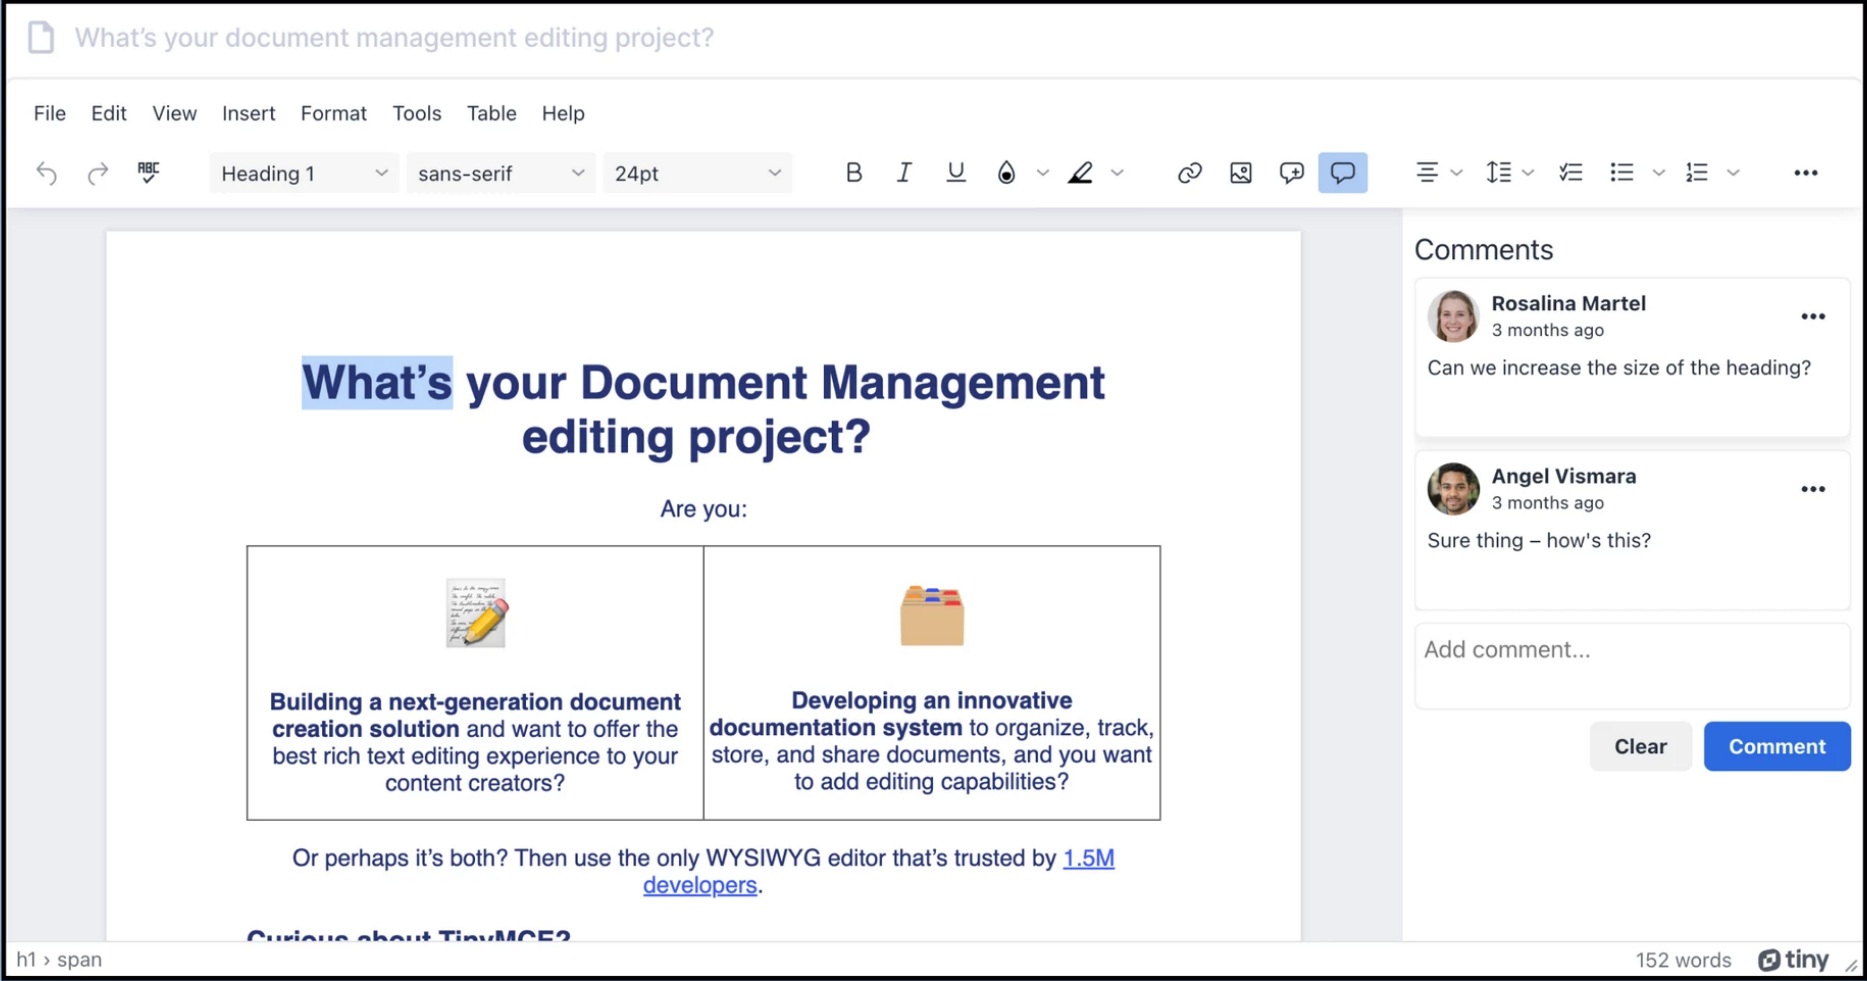 What's your document management editing project?
File Edit View Insert Format Tools Table Help
ABC Heading 1 sans-serif 24pt B I U
What's your Document Management
editing project?
Are you:
Building a next-generation document
creation solution and want to offer the
best rich text editing experience to your
content creators?
Developing an innovative
documentation system to organize, track,
store, and share documents, and you want
to add editing capabilities?
Or perhaps it's both? Then use the only WYSIWYG editor that's trusted by 1.5M
developers.
Curious about TinyMCE?
Comments
Rosalina Martel
3 months ago
Can we increase the size of the heading?
Angel Vismara
3 months ago
Sure thing – how's this?
Add comment...
Clear Comment
h1 › span 152 words tiny